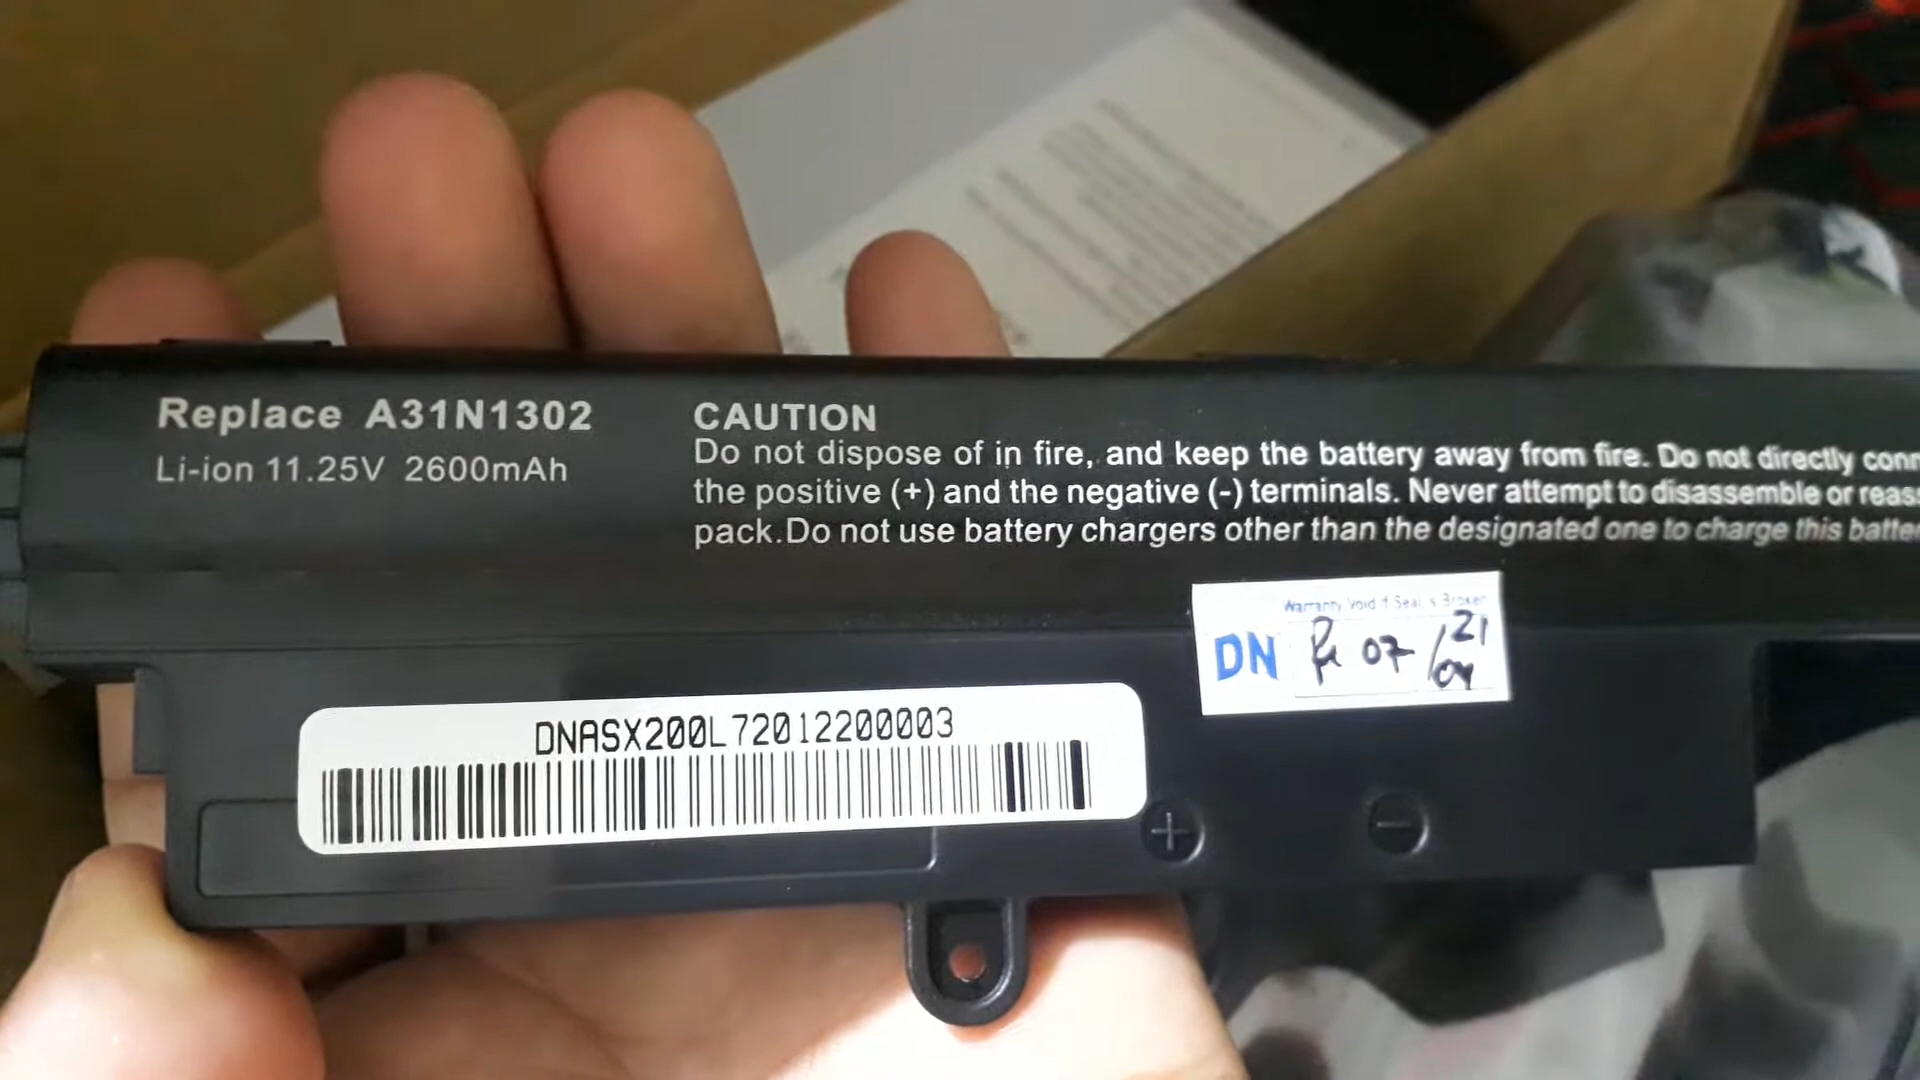 Replace A31N1302
Li-ion 11.25V 2600mAh
CAUTION
Do not dispose of in fire, and keep the battery away from fire. Do not directly conn
the positive (+) and the negative (-) terminals. Never attempt to disassemble or reas
pack.Do not use battery chargers other than the designated one to charge this batte
Warranty Void if Seal is Broken
DN 07 /21
04
DNASX200L72012200003
+ -